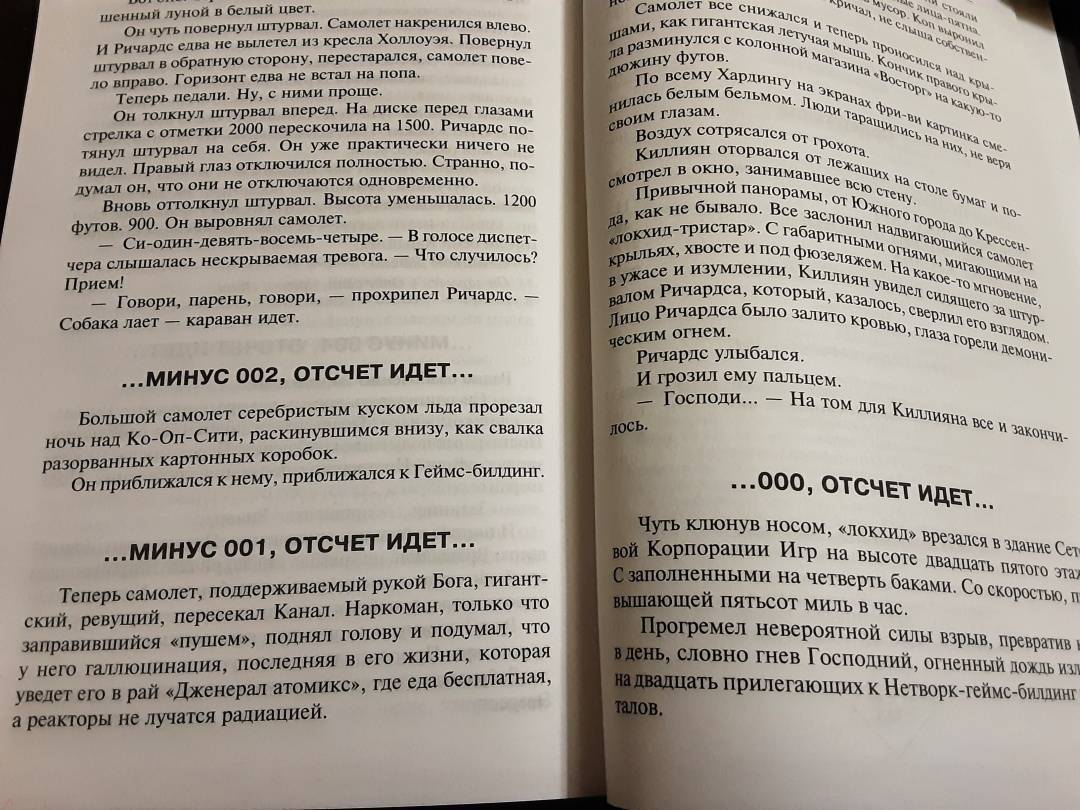 шенный луной в белый цвет.
Он чуть повернул штурвал. Самолет накренился влево.
И Ричардс едва не вылетел из кресла Холлоуэя. Повернул
штурвал в обратную сторону, перестарался, самолет пове-
ло вправо. Горизонт едва не встал на попа.
Теперь педали. Ну, с ними проще.
Он толкнул штурвал вперед. На диске перед глазами
стрелка с отметки 2000 перескочила на 1500. Ричардс по-
тянул штурвал на себя. Он уже практически ничего не
видел. Правый глаз отключился полностью. Странно, по-
думал он, что они не отключаются одновременно.
Вновь оттолкнул штурвал. Высота уменьшалась. 1200
футов. 900. Он выровнял самолет.
— Си-один-девять-восемь-четыре. — В голосе диспет-
чера слышалась нескрываемая тревога. — Что случилось?
Прием!
— Говори, парень, говори, — прохрипел Ричардс. —
Собака лает — караван идет.
...МИНУС 002, ОТСЧЕТ ИДЕТ...
Большой самолет серебристым куском льда прорезал
ночь над Ко-Оп-Сити, раскинувшимся внизу, как свалка
разорванных картонных коробок.
Он приближался к нему, приближался к Геймс-билдинг.
...МИНУС 001, ОТСЧЕТ ИДЕТ...
Теперь самолет, поддерживаемый рукой Бога, гигант-
ский, ревущий, пересекал Канал. Наркоман, только что
заправившийся «пушем», поднял голову и подумал, что
у него галлюцинация, последняя в его жизни, которая
уведет его в рай «Дженерал атомикс», где еда бесплатная,
а реакторы не лучатся радиацией.
стояли
лица-пятна.
мусор. Коп выронил
кричал, не слыша собствен-
Самолет все снижался и теперь проносился над кры-
шами, как гигантская летучая мышь. Кончик правого кры-
ла разминулся с колонной магазина «Восторг» на какую-то
дюжину футов.
По всему Хардингу на экранах фри-ви картинка сме-
нилась белым бельмом. Люди таращились на них, не веря
своим глазам.
Воздух сотрясался от грохота.
Киллиян оторвался от лежащих на столе бумаг и по-
смотрел в окно, занимавшее всю стену.
Привычной панорамы, от Южного города до Крессен-
да, как не бывало. Все заслонил надвигающийся самолет
«локхид-тристар». С габаритными огнями, мигающими на
крыльях, хвосте и под фюзеляжем. На какое-то мгновение,
в ужасе и изумлении, Киллиян увидел сидящего за штур-
валом Ричардса, который, казалось, сверлил его взглядом.
Лицо Ричардса было залито кровью, глаза горели демони-
ческим огнем.
Ричардс улыбался.
И грозил ему пальцем.
— Господи... — На том для Киллияна все и закончи-
лось.
...000, ОТСЧЕТ ИДЕТ...
Чуть клюнув носом, «локхид» врезался в здание Сете
вой Корпорации Игр на высоте двадцать пятого этаж
С заполненными на четверть баками. Со скоростью, п
вышающей пятьсот миль в час.
Прогремел невероятной силы взрыв, превратив н
в день, словно гнев Господний, огненный дождь изл
на двадцать прилегающих к Нетворк-геймс-билдинг
талов.